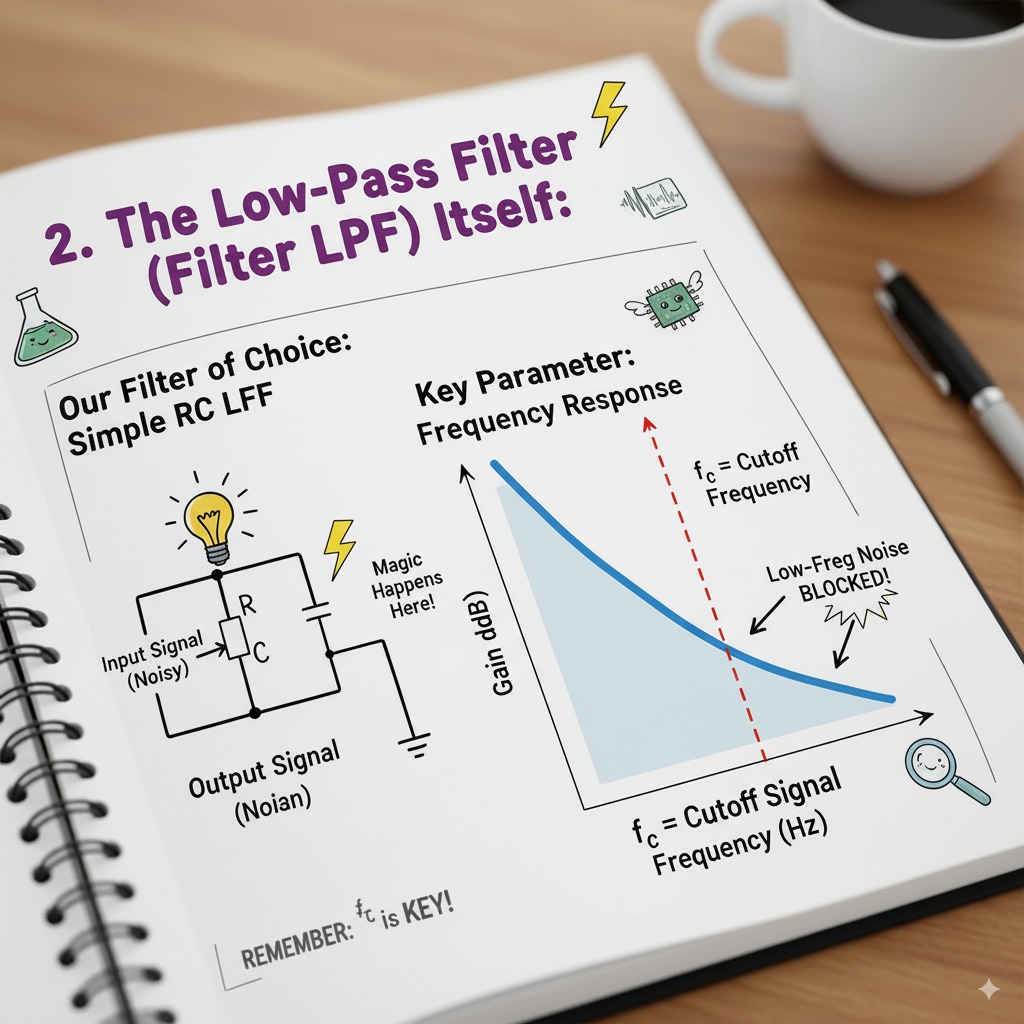 2. The Low-Pass Filter
(Filter LPF) Itself:
Our Filter of Choice:
Simple RC LFF
Magic
Happens
Here!
R
C
Input Signal
(Noisy)
Output Signal
(Noian)
Key Parameter:
Frequency Response
fc = Cutoff
Frequency
Low-Freg Noise
BLOCKED!
Gain ddB)
fc = Cutoff Signal
Frequency (Hz)
REMEMBER: fc is KEY!